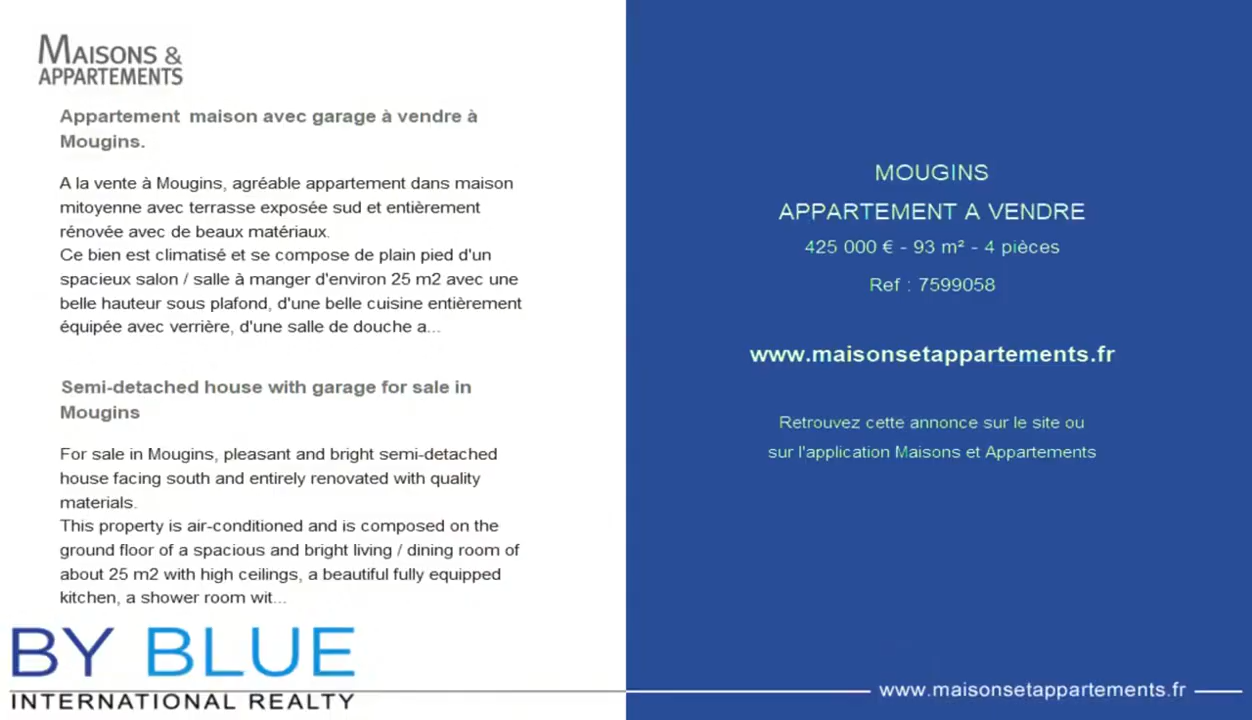 MAISONS &
APPARTEMENTS
Appartement maison avec garage à vendre à
Mougins.
A la vente à Mougins, agréable appartement dans maison
mitoyenne avec terrasse exposée sud et entièrement
rénovée avec de beaux matériaux.
Ce bien est climatisé et se compose de plain pied d'un
spacieux salon / salle à manger d'environ 25 m2 avec une
belle hauteur sous plafond, d'une belle cuisine entièrement
équipée avec verrière, d'une salle de douche a...
Semi-detached house with garage for sale in
Mougins
For sale in Mougins, pleasant and bright semi-detached
house facing south and entirely renovated with quality
materials.
This property is air-conditioned and is composed on the
ground floor of a spacious and bright living / dining room of
about 25 m2 with high ceilings, a beautiful fully equipped
kitchen, a shower room wit...
BY BLUE
INTERNATIONAL REALTY
MOUGINS
APPARTEMENT A VENDRE
425 000 € - 93 m² - 4 pièces
Ref : 7599058
www.maisonsetappartements.fr
Retrouvez cette annonce sur le site ou
sur l'application Maisons et Appartements
www.maisonsetappartements.fr